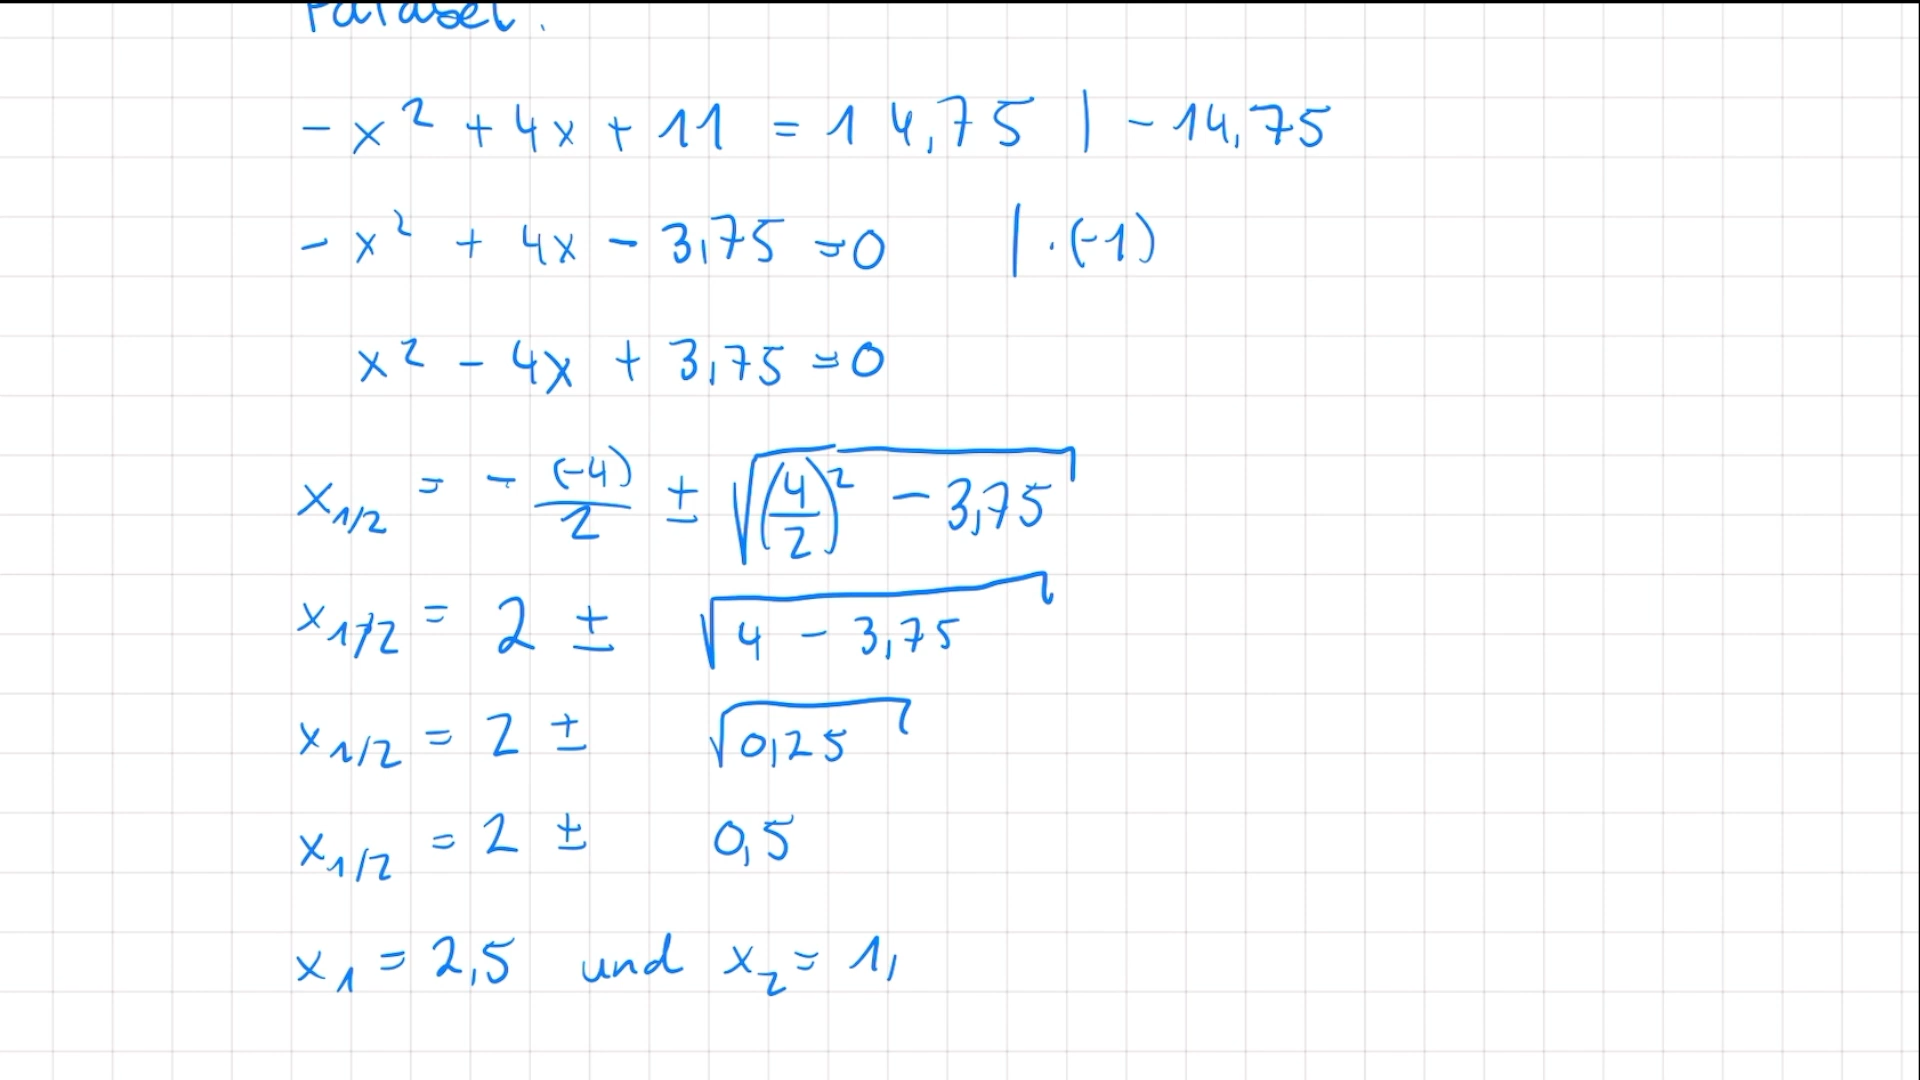 Parabel.
-x² + 4x + 11 = 14,75 | - 14,75
-x² + 4x - 3,75 = 0 | · (-1)
x² - 4x + 3,75 = 0
x₁/₂ = - (-4)/2 ± √((4/2)² - 3,75)
x₁/₂ = 2 ± √(4 - 3,75)
x₁/₂ = 2 ± √(0,25)
x₁/₂ = 2 ± 0,5
x₁ = 2,5 und x₂ = 1,